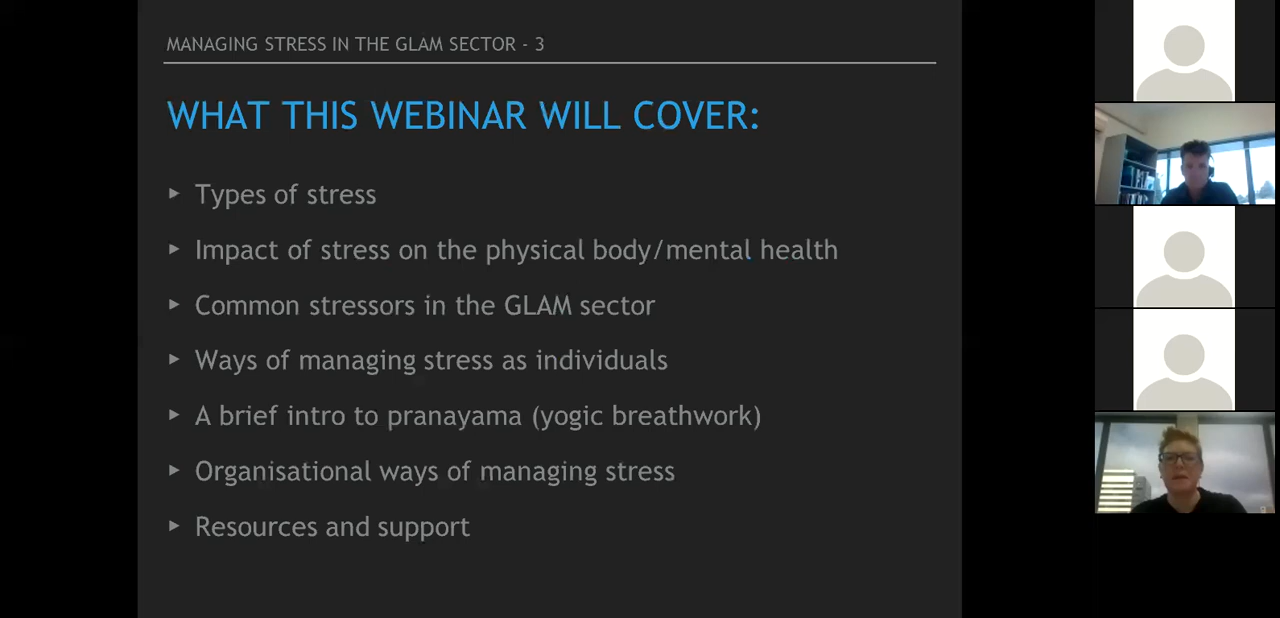 MANAGING STRESS IN THE GLAM SECTOR - 3
WHAT THIS WEBINAR WILL COVER:
Types of stress
Impact of stress on the physical body/mental health
Common stressors in the GLAM sector
Ways of managing stress as individuals
A brief intro to pranayama (yogic breathwork)
Organisational ways of managing stress
Resources and support